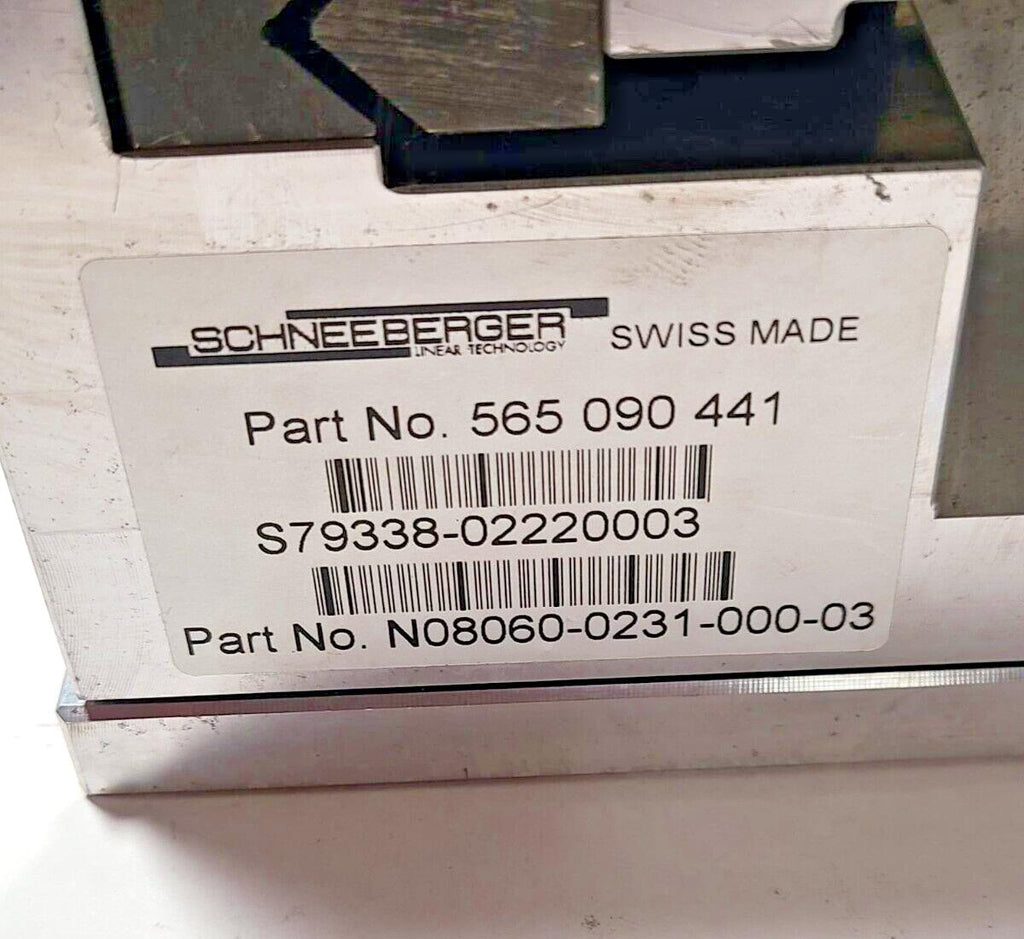 SCHNEEBERGER
LINEAR TECHNOLOGY
SWISS MADE
Part No. 565 090 441
S79338-02220003
Part No. N08060-0231-000-03